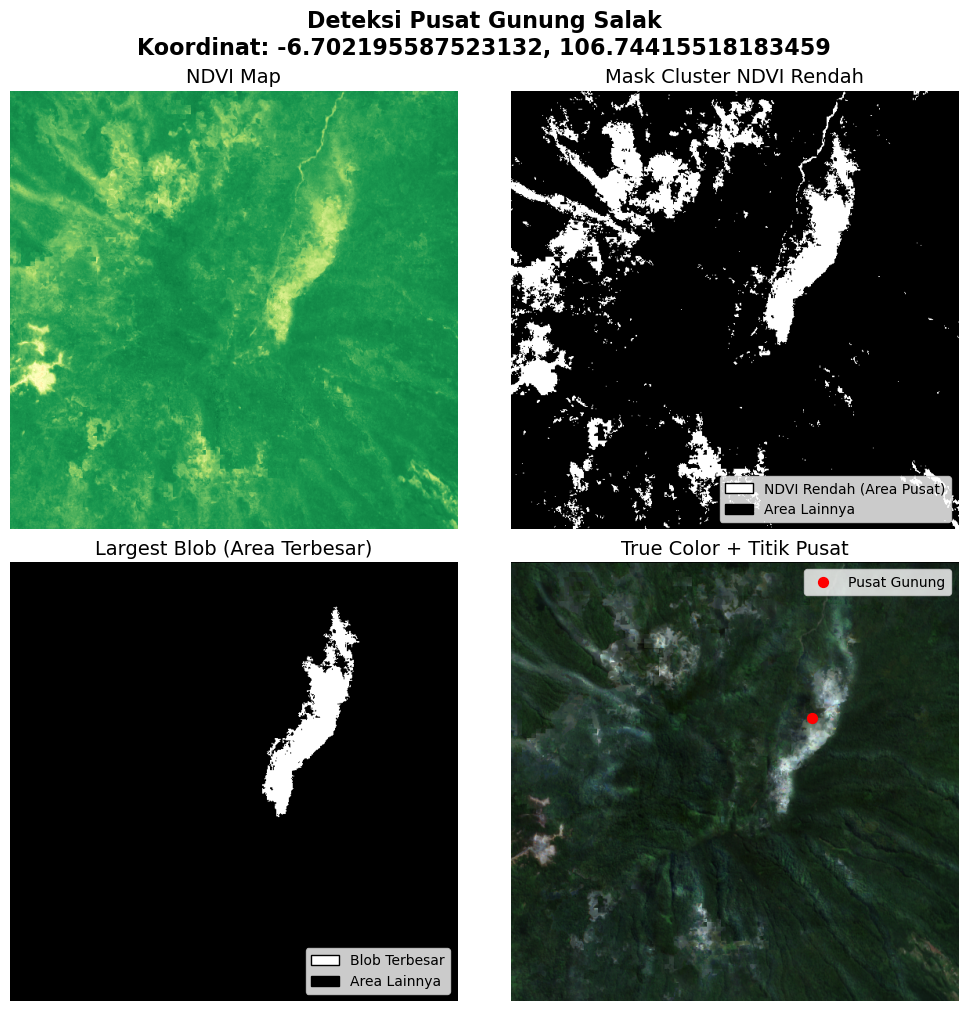 Deteksi Pusat Gunung Salak
Koordinat: -6.702195587523132, 106.74415518183459
NDVI Map
Mask Cluster NDVI Rendah
NDVI Rendah (Area Pusat)
Area Lainnya
Largest Blob (Area Terbesar)
True Color + Titik Pusat
Blob Terbesar
Area Lainnya
Pusat Gunung